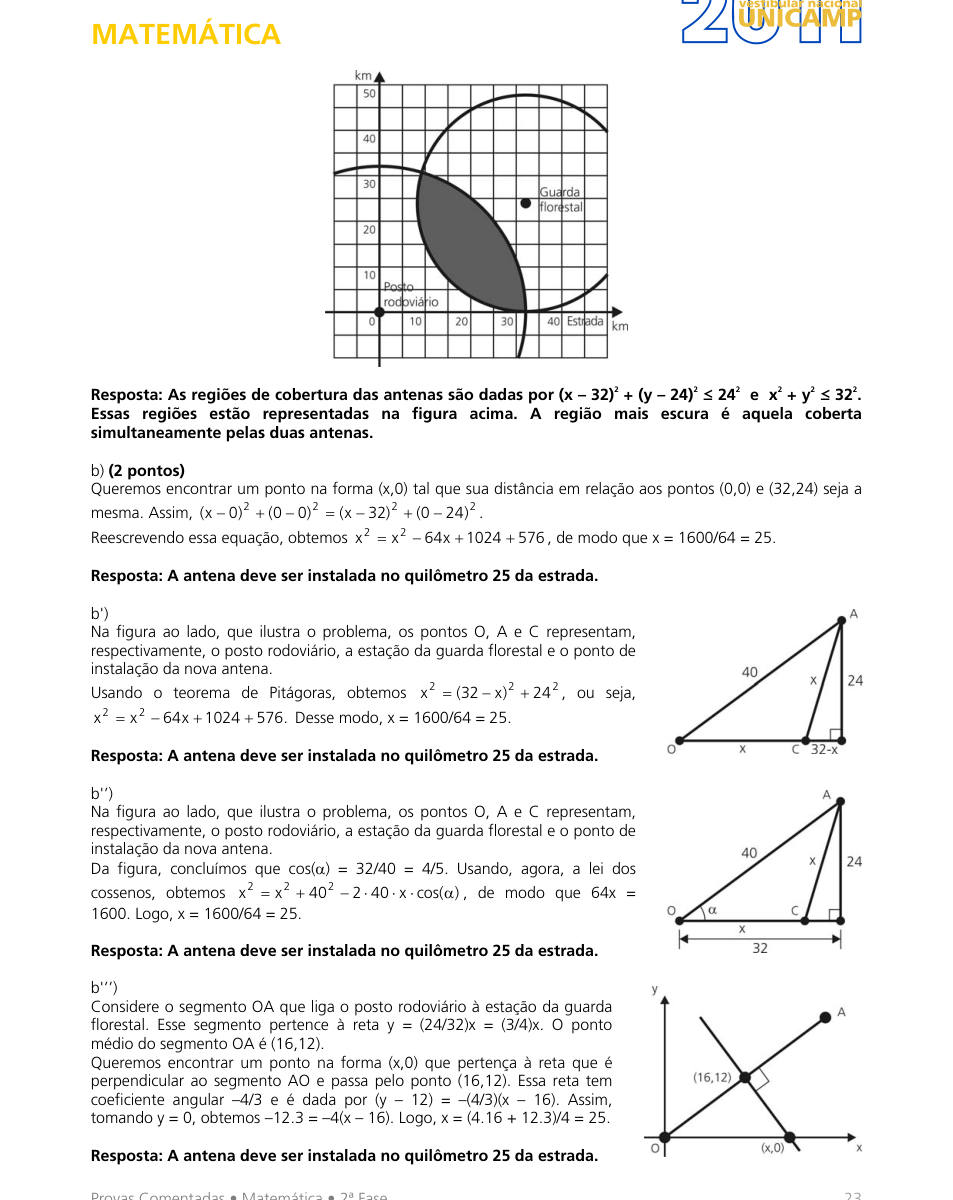 MATEMÁTICA
2011
vestibular nacional
UNICAMP
km
50
40
30
20
10
Guarda
florestal
Posto
rodoviário
0 10 20 30 40 Estrada km
Resposta: As regiões de cobertura das antenas são dadas por (x – 32)² + (y – 24)² ≤ 24² e x² + y² ≤ 32².
Essas regiões estão representadas na figura acima. A região mais escura é aquela coberta
simultaneamente pelas duas antenas.
b) (2 pontos)
Queremos encontrar um ponto na forma (x,0) tal que sua distância em relação aos pontos (0,0) e (32,24) seja a
mesma. Assim, (x – 0)² + (0 – 0)² = (x – 32)² + (0 – 24)².
Reescrevendo essa equação, obtemos x² = x² – 64x + 1024 + 576, de modo que x = 1600/64 = 25.
Resposta: A antena deve ser instalada no quilômetro 25 da estrada.
b')
Na figura ao lado, que ilustra o problema, os pontos O, A e C representam,
respectivamente, o posto rodoviário, a estação da guarda florestal e o ponto de
instalação da nova antena.
Usando o teorema de Pitágoras, obtemos x² = (32 – x)² + 24², ou seja,
x² = x² – 64x + 1024 + 576. Desse modo, x = 1600/64 = 25.
Resposta: A antena deve ser instalada no quilômetro 25 da estrada.
A
40
x
24
O x C 32-x
b'')
Na figura ao lado, que ilustra o problema, os pontos O, A e C representam,
respectivamente, o posto rodoviário, a estação da guarda florestal e o ponto de
instalação da nova antena.
Da figura, concluímos que cos(α) = 32/40 = 4/5. Usando, agora, a lei dos
cossenos, obtemos x² = x² + 40² – 2 · 40 · x · cos(α), de modo que 64x =
1600. Logo, x = 1600/64 = 25.
Resposta: A antena deve ser instalada no quilômetro 25 da estrada.
A
40
x
24
O α C
x
32
b''')
Considere o segmento OA que liga o posto rodoviário à estação da guarda
florestal. Esse segmento pertence à reta y = (24/32)x = (3/4)x. O ponto
médio do segmento OA é (16,12).
Queremos encontrar um ponto na forma (x,0) que pertença à reta que é
perpendicular ao segmento AO e passa pelo ponto (16,12). Essa reta tem
coeficiente angular –4/3 e é dada por (y – 12) = –(4/3)(x – 16). Assim,
tomando y = 0, obtemos –12.3 = –4(x – 16). Logo, x = (4.16 + 12.3)/4 = 25.
Resposta: A antena deve ser instalada no quilômetro 25 da estrada.
y
A
(16,12)
O (x,0) x
Provas Comentadas • Matemática • 2ª Fase 23